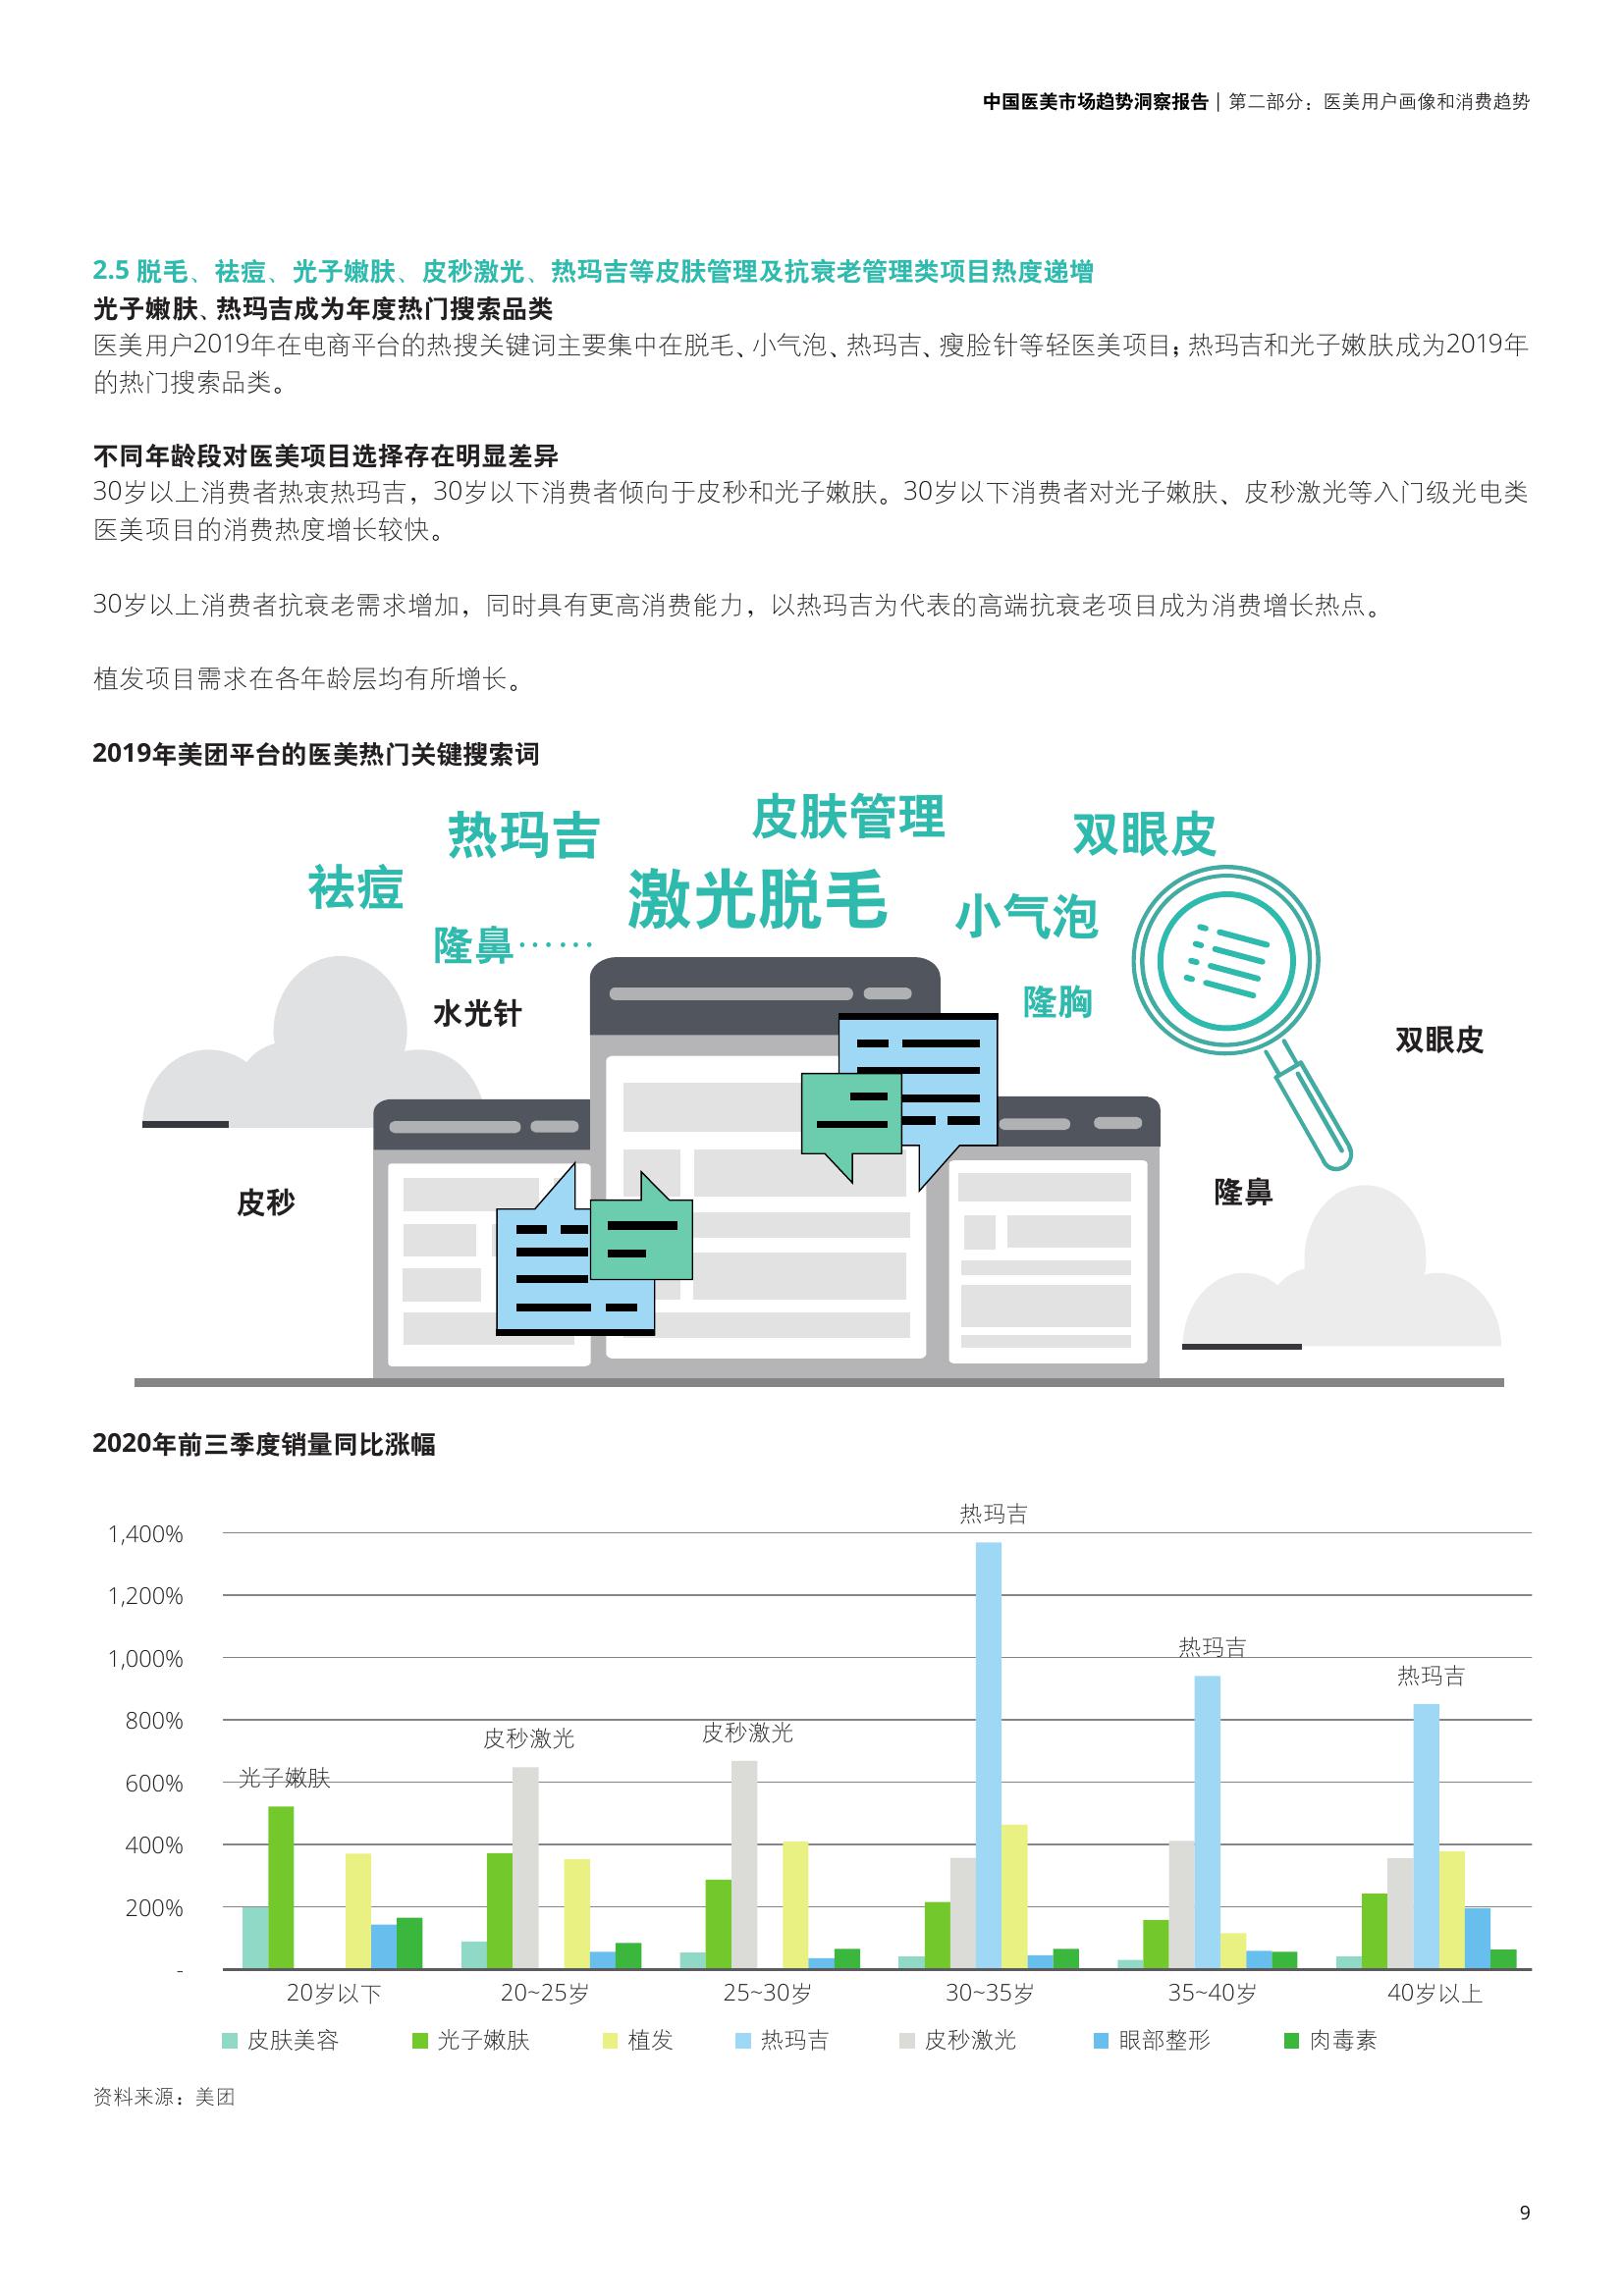 中国医美市场趋势洞察报告 | 第二部分：医美用户画像和消费趋势
2.5 脱毛、祛痘、光子嫩肤、皮秒激光、热玛吉等皮肤管理及抗衰老管理类项目热度递增
光子嫩肤、热玛吉成为年度热门搜索品类
医美用户2019年在电商平台的热搜关键词主要集中在脱毛、小气泡、热玛吉、瘦脸针等轻医美项目；热玛吉和光子嫩肤成为2019年
的热门搜索品类。
不同年龄段对医美项目选择存在明显差异
30岁以上消费者热衷热玛吉，30岁以下消费者倾向于皮秒和光子嫩肤。30岁以下消费者对光子嫩肤、皮秒激光等入门级光电类
医美项目的消费热度增长较快。
30岁以上消费者抗衰老需求增加，同时具有更高消费能力，以热玛吉为代表的高端抗衰老项目成为消费增长热点。
植发项目需求在各年龄层均有所增长。
2019年美团平台的医美热门关键搜索词
热玛吉
皮肤管理
双眼皮
祛痘
激光脱毛
小气泡
隆鼻……
水光针
隆胸
双眼皮
皮秒
隆鼻
2020年前三季度销量同比涨幅
1,400%
1,200%
1,000%
800%
600%
400%
200%
-
光子嫩肤
皮秒激光
皮秒激光
热玛吉
热玛吉
热玛吉
20岁以下 20~25岁 25~30岁 30~35岁 35~40岁 40岁以上
皮肤美容 光子嫩肤 植发 热玛吉 皮秒激光 眼部整形 肉毒素
资料来源：美团
9